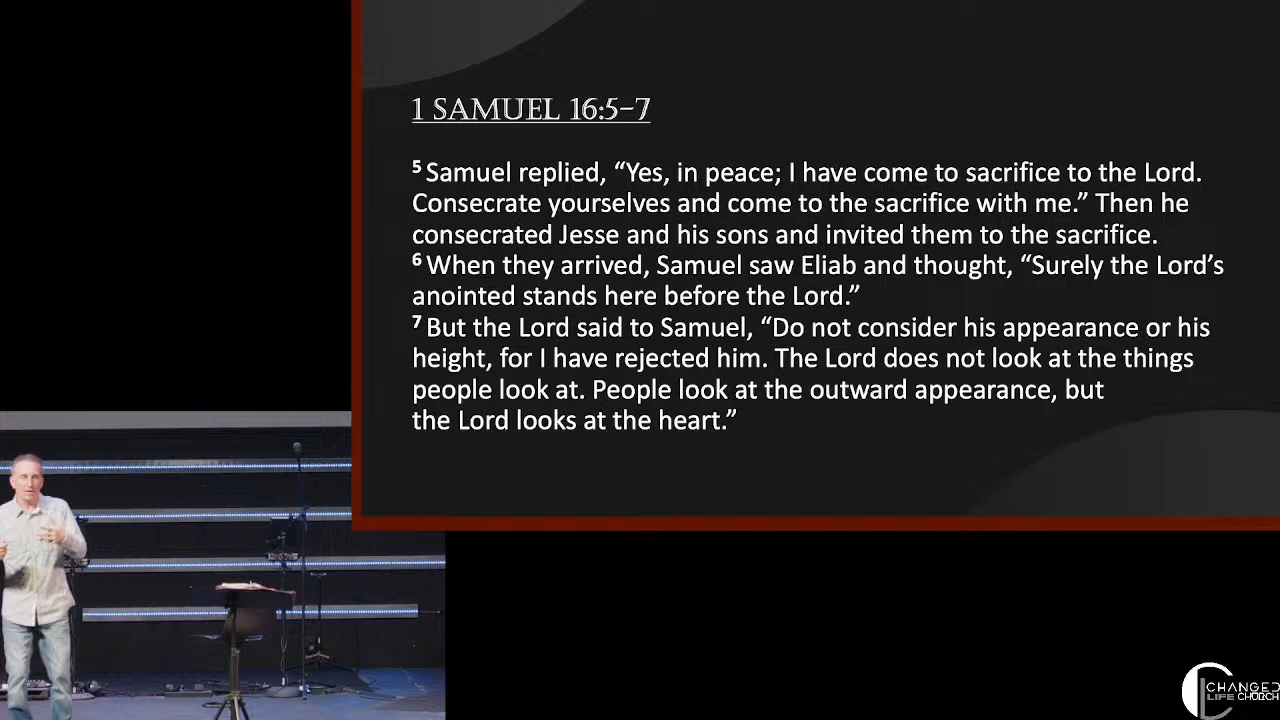 1 SAMUEL 16:5-7
5 Samuel replied, “Yes, in peace; I have come to sacrifice to the Lord.
Consecrate yourselves and come to the sacrifice with me.” Then he
consecrated Jesse and his sons and invited them to the sacrifice.
6 When they arrived, Samuel saw Eliab and thought, “Surely the Lord’s
anointed stands here before the Lord.”
7 But the Lord said to Samuel, “Do not consider his appearance or his
height, for I have rejected him. The Lord does not look at the things
people look at. People look at the outward appearance, but
the Lord looks at the heart.”
CHANGED
LIFE CHURCH